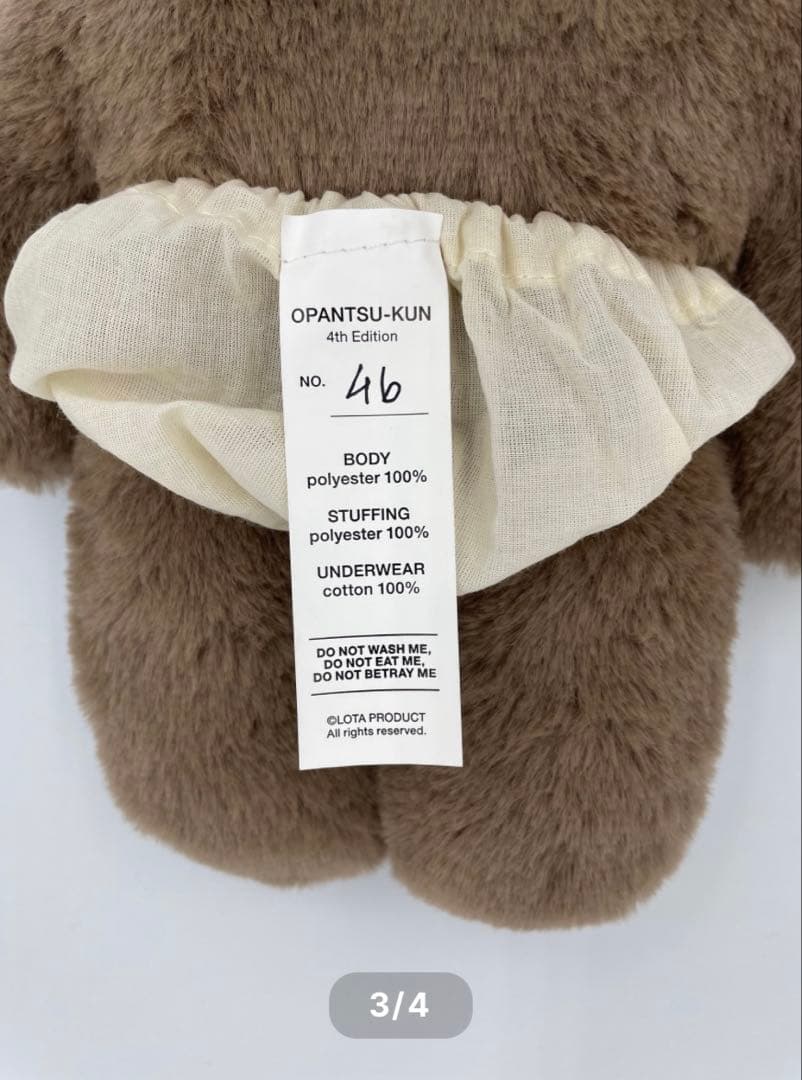 OPANTSU-KUN
4th Edition
NO. 46
BODY
polyester 100%
STUFFING
polyester 100%
UNDERWEAR
cotton 100%
DO NOT WASH ME,
DO NOT EAT ME,
DO NOT BETRAY ME
©LOTA PRODUCT
All rights reserved.
3/4